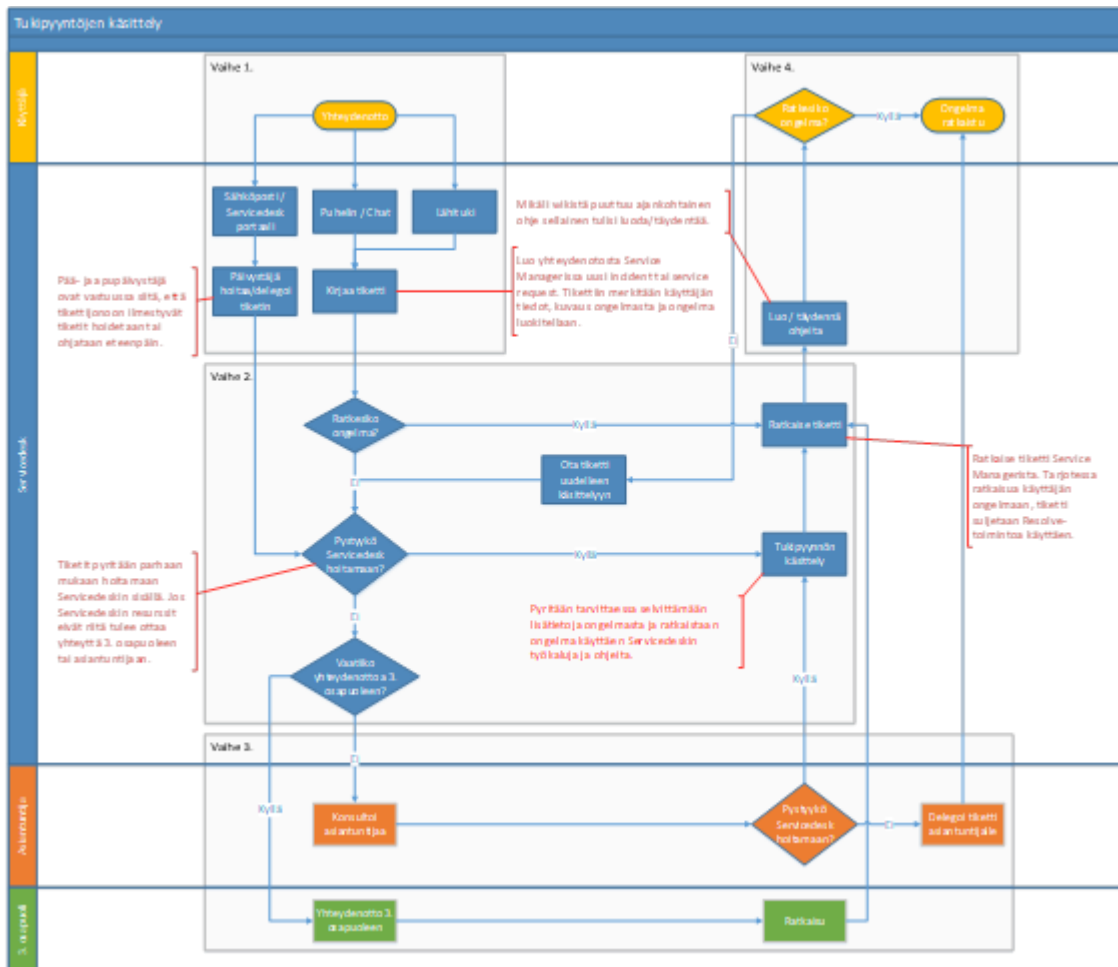 Tukipyyntöjen käsittely
Käyttäjä
Servicedesk
Asiantuntija
3. osapuoli
Vaihe 1.
Yhteydenotto
Sähköposti /
Servicedesk
portaali
Puhelin / Chat
Lähituki
Päivystäjä
hoitaa/delegoi
tiketin
Kirjaa tiketti
Pää- ja apupäivystäjä
ovat vastuussa siitä, että
tikettijonoon ilmestyvät
tiketit hoidetaan tai
ohjataan eteenpäin.
Luo yhteydenotosta Service
Managerissa uusi incident tai service
request. Tikettiin merkitään käyttäjän
tiedot, kuvaus ongelmasta ja ongelma
luokitellaan.
Vaihe 4.
Ratkesiko
ongelma?
Kyllä
Ongelma
ratkaistu
Mikäli wikistä puuttuu ajankohtainen
ohje sellainen tulisi luoda/täydentää.
Luo / täydennä
ohjeita
Ei
Vaihe 2.
Ratkesiko
ongelma?
Kyllä
Ratkaise tiketti
Ei
Ota tiketti
uudelleen
käsittelyyn
Ratkaise tiketti Service
Managerista. Tarjotessa
ratkaisua käyttäjän
ongelmaan, tiketti
suljetaan Resolve-
toimintoa käyttäen.
Pystyykö
Servicedesk
hoitamaan?
Kyllä
Tukipyynnön
käsittely
Tiketit pyritään parhaan
mukaan hoitamaan
Servicedeskin sisällä. Jos
Servicedeskin resurssit
eivät riitä tulee ottaa
yhteyttä 3. osapuoleen
tai asiantuntijaan.
Pyritään tarvittaessa selvittämään
lisätietoja ongelmasta ja ratkaistaan
ongelma käyttäen Servicedeskin
työkaluja ja ohjeita.
Ei
Vaatiiko
yhteydenottoa 3.
osapuoleen?
Kyllä
Vaihe 3.
Ei
Kyllä
Konsultoi
asiantuntijaa
Pystyykö
Servicedesk
hoitamaan?
Ei
Delegoi tiketti
asiantuntijalle
Yhteydenotto 3.
osapuoleen
Ratkaisu